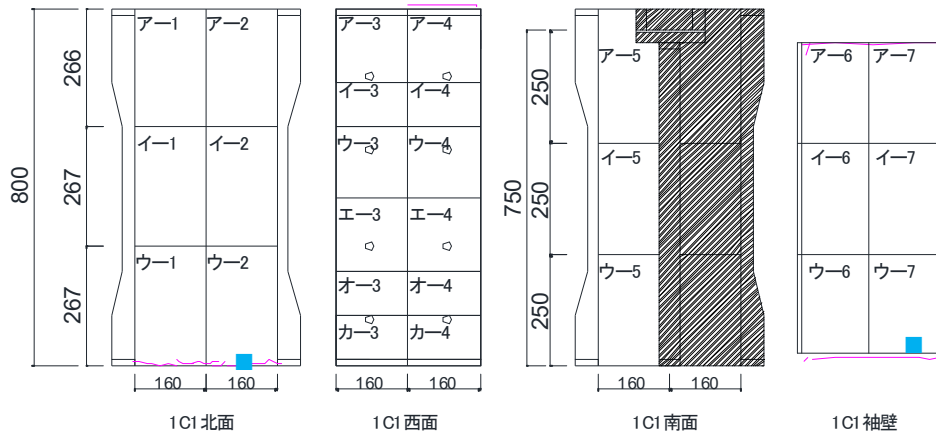 アー1 アー2
イー1 イー2
ウー1 ウー2
800
266
267
267
160 160
1C1北面
アー3 アー4
イー3 イー4
ウー3 ウー4
エー3 エー4
オー3 オー4
カー3 カー4
160 160
1C1西面
アー5
イー5
ウー5
750
250
250
250
160 160
1C1南面
アー6 アー7
イー6 イー7
ウー6 ウー7
1C1袖壁